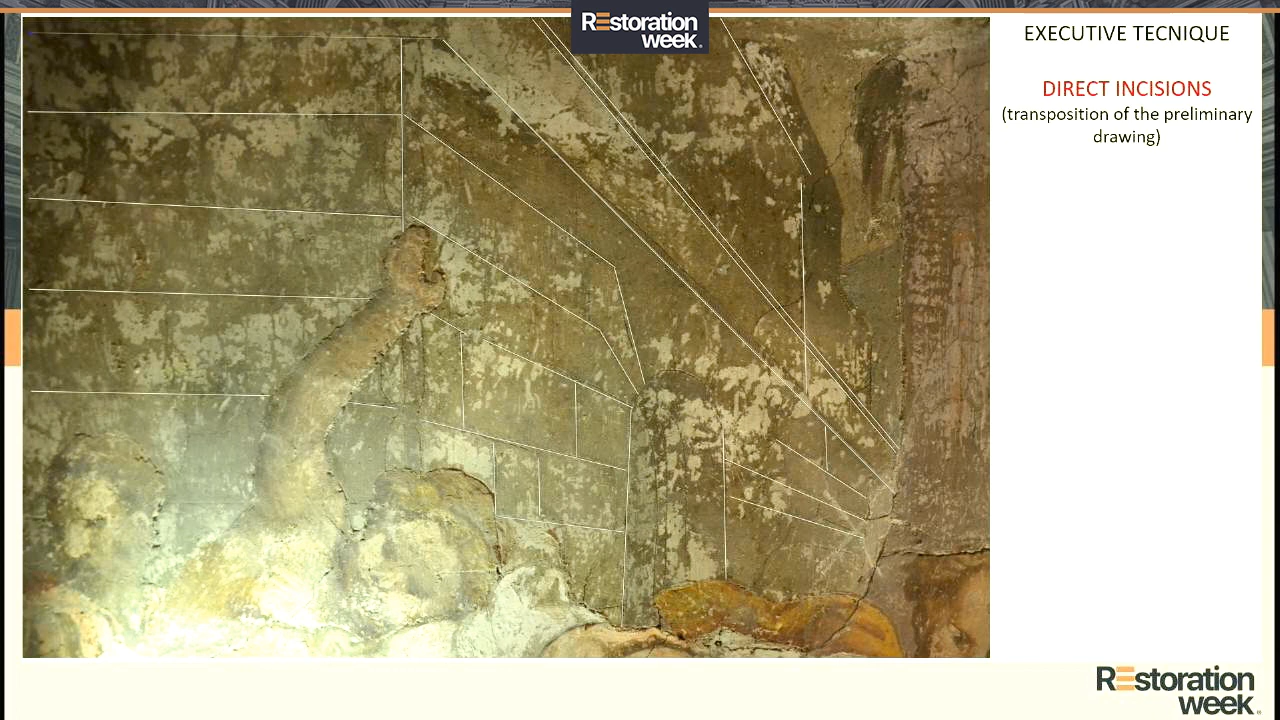 REstoration
week.
EXECUTIVE TECNIQUE
DIRECT INCISIONS
(transposition of the preliminary
drawing)
REstoration
week.